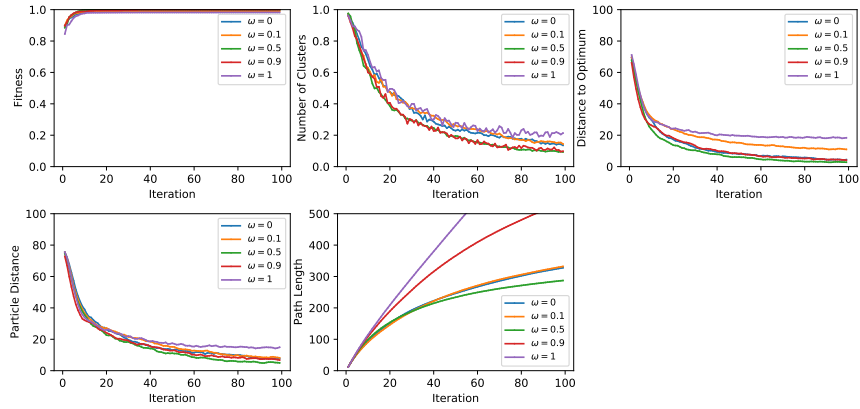 Fitness
1.0
0.8
0.6
0.4
0.2
0.0
0 20 40 60 80 100
Iteration
ω = 0
ω = 0.1
ω = 0.5
ω = 0.9
ω = 1
Number of Clusters
1.0
0.8
0.6
0.4
0.2
0.0
0 20 40 60 80 100
Iteration
ω = 0
ω = 0.1
ω = 0.5
ω = 0.9
ω = 1
Distance to Optimum
100
80
60
40
20
0
0 20 40 60 80 100
Iteration
ω = 0
ω = 0.1
ω = 0.5
ω = 0.9
ω = 1
Particle Distance
100
80
60
40
20
0
0 20 40 60 80 100
Iteration
ω = 0
ω = 0.1
ω = 0.5
ω = 0.9
ω = 1
Path Length
500
400
300
200
100
0
0 20 40 60 80 100
Iteration
ω = 0
ω = 0.1
ω = 0.5
ω = 0.9
ω = 1